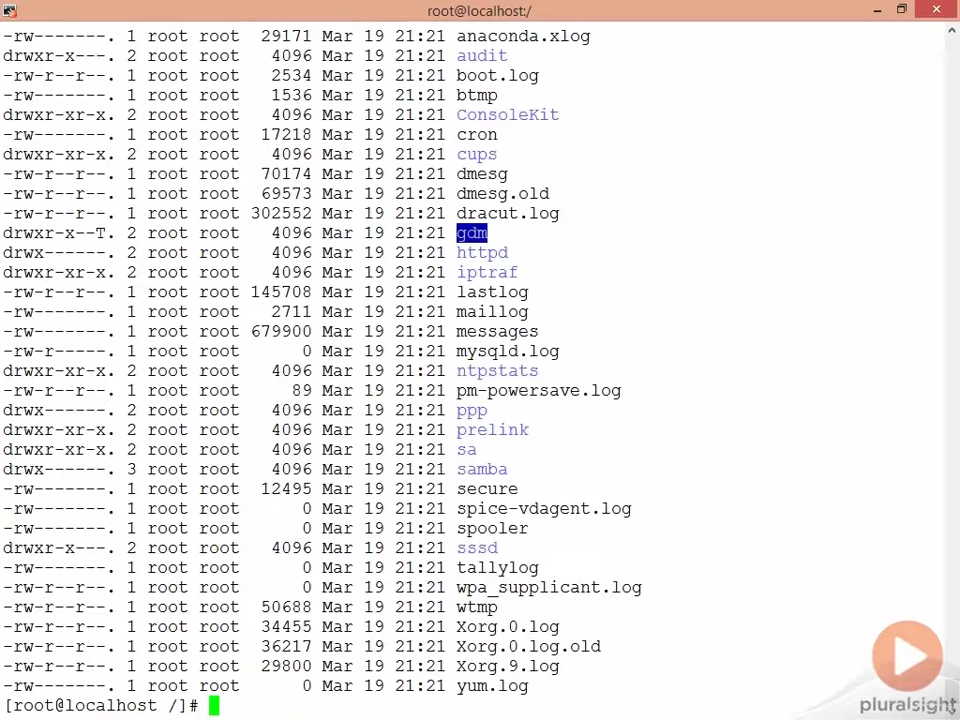 root@localhost:/
-rw-------. 1 root root  29171 Mar 19 21:21 anaconda.xlog
drwxr-x---. 2 root root   4096 Mar 19 21:21 audit
-rw-r--r--. 1 root root   2534 Mar 19 21:21 boot.log
-rw-------. 1 root root   1536 Mar 19 21:21 btmp
drwxr-xr-x. 2 root root   4096 Mar 19 21:21 ConsoleKit
-rw-------. 1 root root  17218 Mar 19 21:21 cron
drwxr-xr-x. 2 root root   4096 Mar 19 21:21 cups
-rw-r--r--. 1 root root  70174 Mar 19 21:21 dmesg
-rw-r--r--. 1 root root  69573 Mar 19 21:21 dmesg.old
-rw-r--r--. 1 root root 302552 Mar 19 21:21 dracut.log
drwxr-x--T. 2 root root   4096 Mar 19 21:21 gdm
drwx------. 2 root root   4096 Mar 19 21:21 httpd
drwxr-xr-x. 2 root root   4096 Mar 19 21:21 iptraf
-rw-r--r--. 1 root root 145708 Mar 19 21:21 lastlog
-rw-------. 1 root root   2711 Mar 19 21:21 maillog
-rw-------. 1 root root 679900 Mar 19 21:21 messages
-rw-r-----. 1 root root      0 Mar 19 21:21 mysqld.log
drwxr-xr-x. 2 root root   4096 Mar 19 21:21 ntpstats
-rw-r--r--. 1 root root     89 Mar 19 21:21 pm-powersave.log
drwx------. 2 root root   4096 Mar 19 21:21 ppp
drwxr-xr-x. 2 root root   4096 Mar 19 21:21 prelink
drwxr-xr-x. 2 root root   4096 Mar 19 21:21 sa
drwx------. 3 root root   4096 Mar 19 21:21 samba
-rw-------. 1 root root  12495 Mar 19 21:21 secure
-rw-r--r--. 1 root root      0 Mar 19 21:21 spice-vdagent.log
-rw-------. 1 root root      0 Mar 19 21:21 spooler
drwxr-x---. 2 root root   4096 Mar 19 21:21 sssd
-rw-------. 1 root root      0 Mar 19 21:21 tallylog
-rw-r--r--. 1 root root      0 Mar 19 21:21 wpa_supplicant.log
-rw-r--r--. 1 root root  50688 Mar 19 21:21 wtmp
-rw-r--r--. 1 root root  34455 Mar 19 21:21 Xorg.0.log
-rw-r--r--. 1 root root  36217 Mar 19 21:21 Xorg.0.log.old
-rw-r--r--. 1 root root  29800 Mar 19 21:21 Xorg.9.log
-rw-------. 1 root root      0 Mar 19 21:21 yum.log
[root@localhost /]#
pluralsight